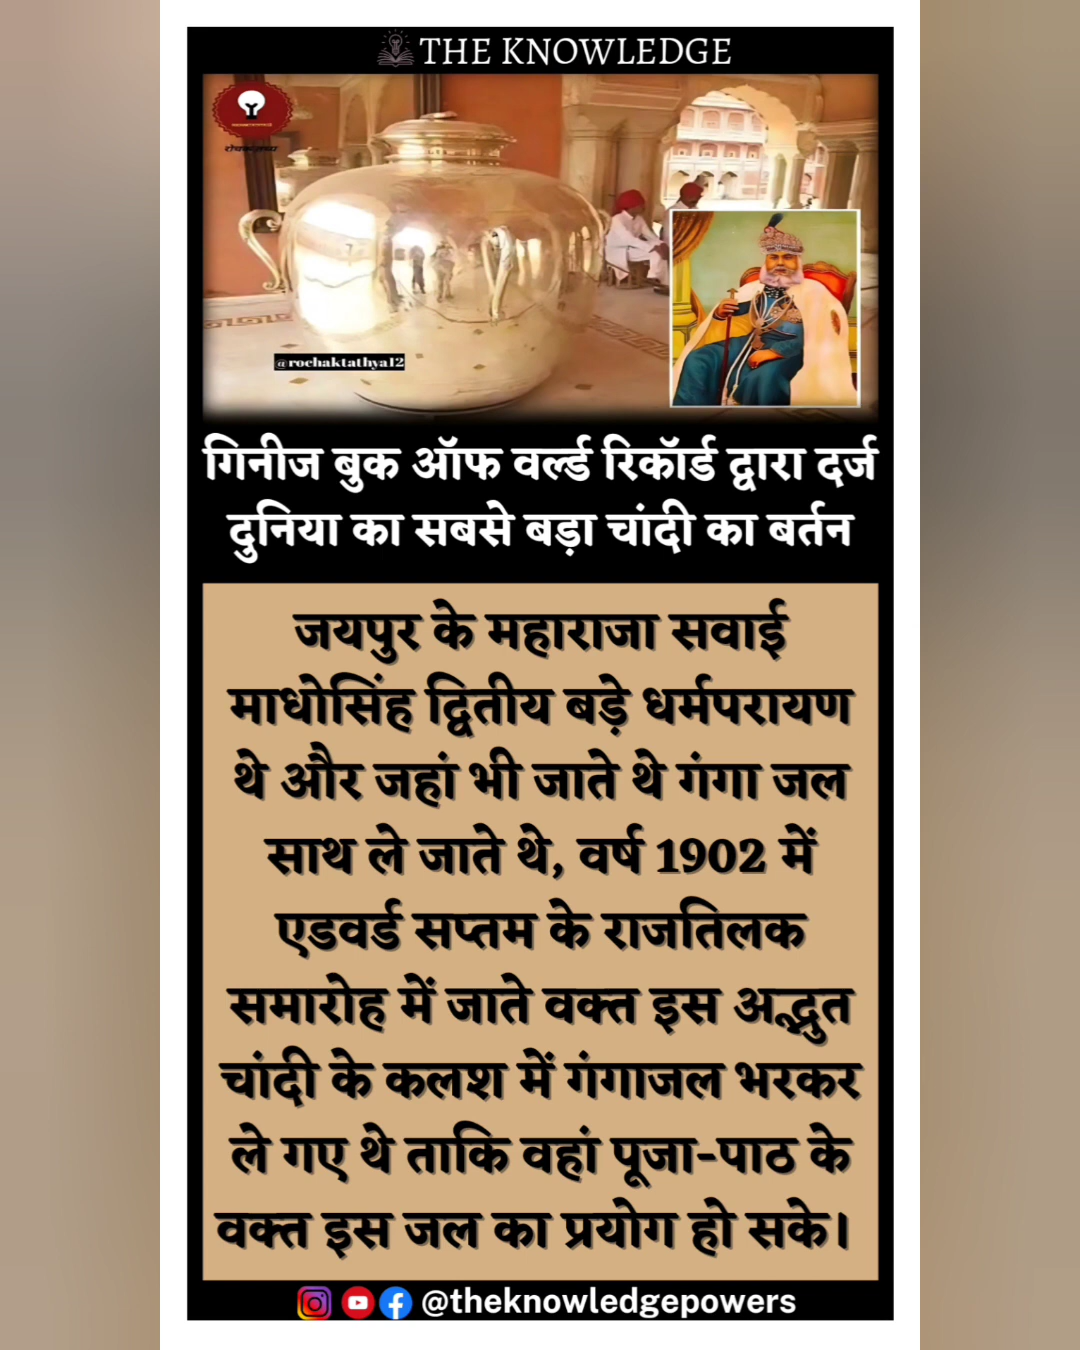 THE KNOWLEDGE
@rochaktathya12
गिनीज बुक ऑफ वर्ल्ड रिकॉर्ड द्वारा दर्ज
दुनिया का सबसे बड़ा चांदी का बर्तन
जयपुर के महाराजा सवाई
माधोसिंह द्वितीय बड़े धर्मपरायण
थे और जहां भी जाते थे गंगा जल
साथ ले जाते थे, वर्ष 1902 में
एडवर्ड सप्तम के राजतिलक
समारोह में जाते वक्त इस अद्भुत
चांदी के कलश में गंगाजल भरकर
ले गए थे ताकि वहां पूजा-पाठ के
वक्त इस जल का प्रयोग हो सके।
@theknowledgepowers